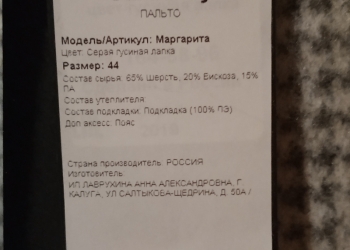 ПАЛЬТО
Модель/Артикул: Маргарита
Цвет: Серая гусиная лапка
Размер: 44
Состав сырья: 65% Шерсть, 20% Вискоза, 15%
ПА
Состав утеплителя:
Состав подкладки: Подкладка (100% ПЭ)
Доп аксесс: Пояс
Страна производитель: РОССИЯ
Изготовитель:
ИП ЛАВРУХИНА АННА АЛЕКСАНДРОВНА, Г.
КАЛУГА, УЛ САЛТЫКОВА-ЩЕДРИНА, Д. 50А /